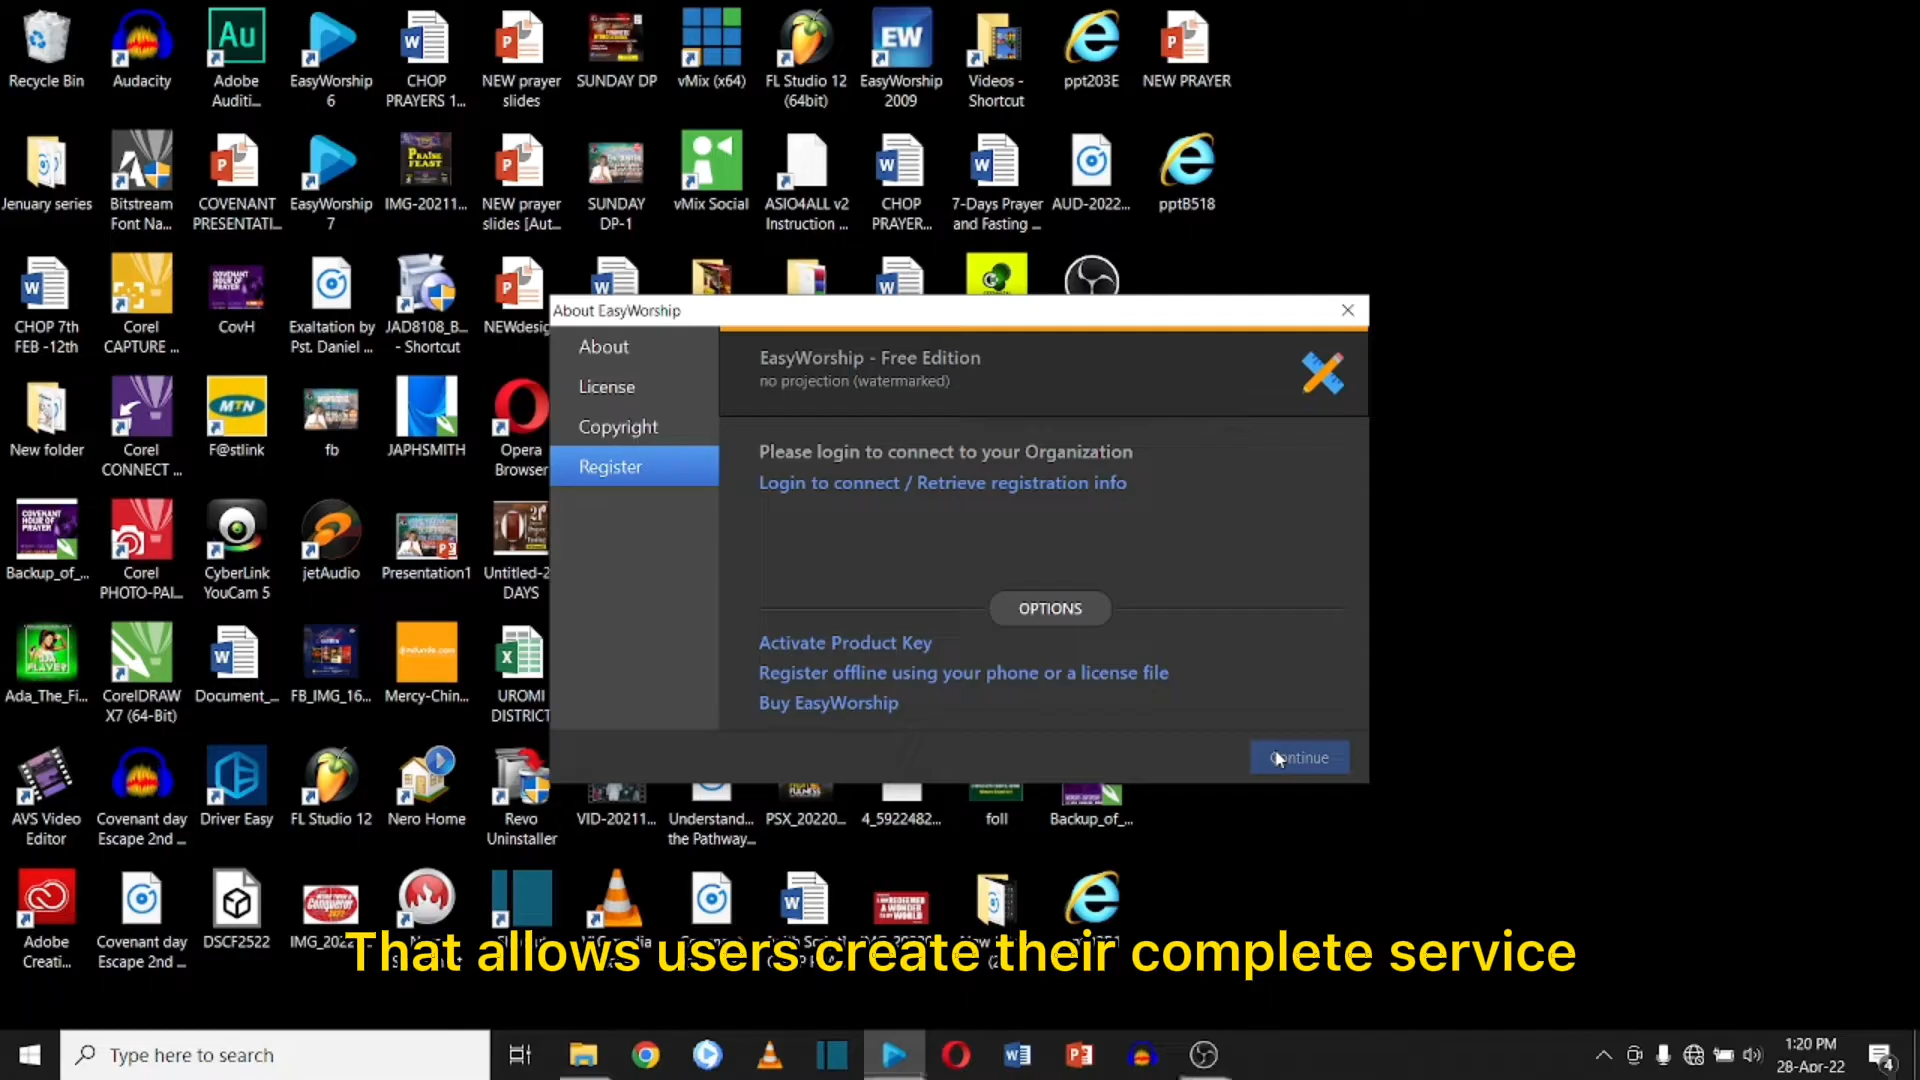 Recycle Bin
Audacity
Adobe
Auditi...
EasyWorship
6
CHOP
PRAYERS 1...
NEW prayer
slides
SUNDAY DP
vMix (x64)
FL Studio 12
(64bit)
EasyWorship
2009
Videos -
Shortcut
ppt203E
NEW PRAYER
Jenuary series
Bitstream
Font Na...
COVENANT
PRESENTATI...
EasyWorship
7
IMG-20211...
NEW prayer
slides [Aut...
SUNDAY
DP-1
vMix Social
ASIO4ALL v2
Instruction ...
CHOP
PRAYER...
7-Days Prayer
and Fasting ...
AUD-2022...
pptB518
CHOP 7th
FEB -12th
Corel
CAPTURE ...
CovH
Exaltation by
Pst. Daniel ...
JAD8108_B...
- Shortcut
NEWdesig
About EasyWorship
About
License
Copyright
Register
EasyWorship - Free Edition
no projection (watermarked)
Please login to connect to your Organization
Login to connect / Retrieve registration info
OPTIONS
Activate Product Key
Register offline using your phone or a license file
Buy EasyWorship
Continue
New folder
Corel
CONNECT ...
MTN
F@stlink
fb
JAPHSMITH
Opera
Browser
Backup_of_...
Corel
PHOTO-PAI...
CyberLink
YouCam 5
jetAudio
Presentation1
Untitled-2
DAYS
Ada_The_Fi...
CorelDRAW
X7 (64-Bit)
Document_...
FB_IMG_16...
Mercy-Chin...
UROMI
DISTRICT
AVS Video
Editor
Covenant day
Escape 2nd ...
Driver Easy
FL Studio 12
Nero Home
Revo
Uninstaller
VID-20211...
Understand...
the Pathway...
PSX_20220...
4_5922482...
foll
Backup_of_...
Adobe
Creati...
Covenant day
Escape 2nd ...
DSCF2522
That allows users create their complete service
Type here to search
1:20 PM
28-Apr-22
4